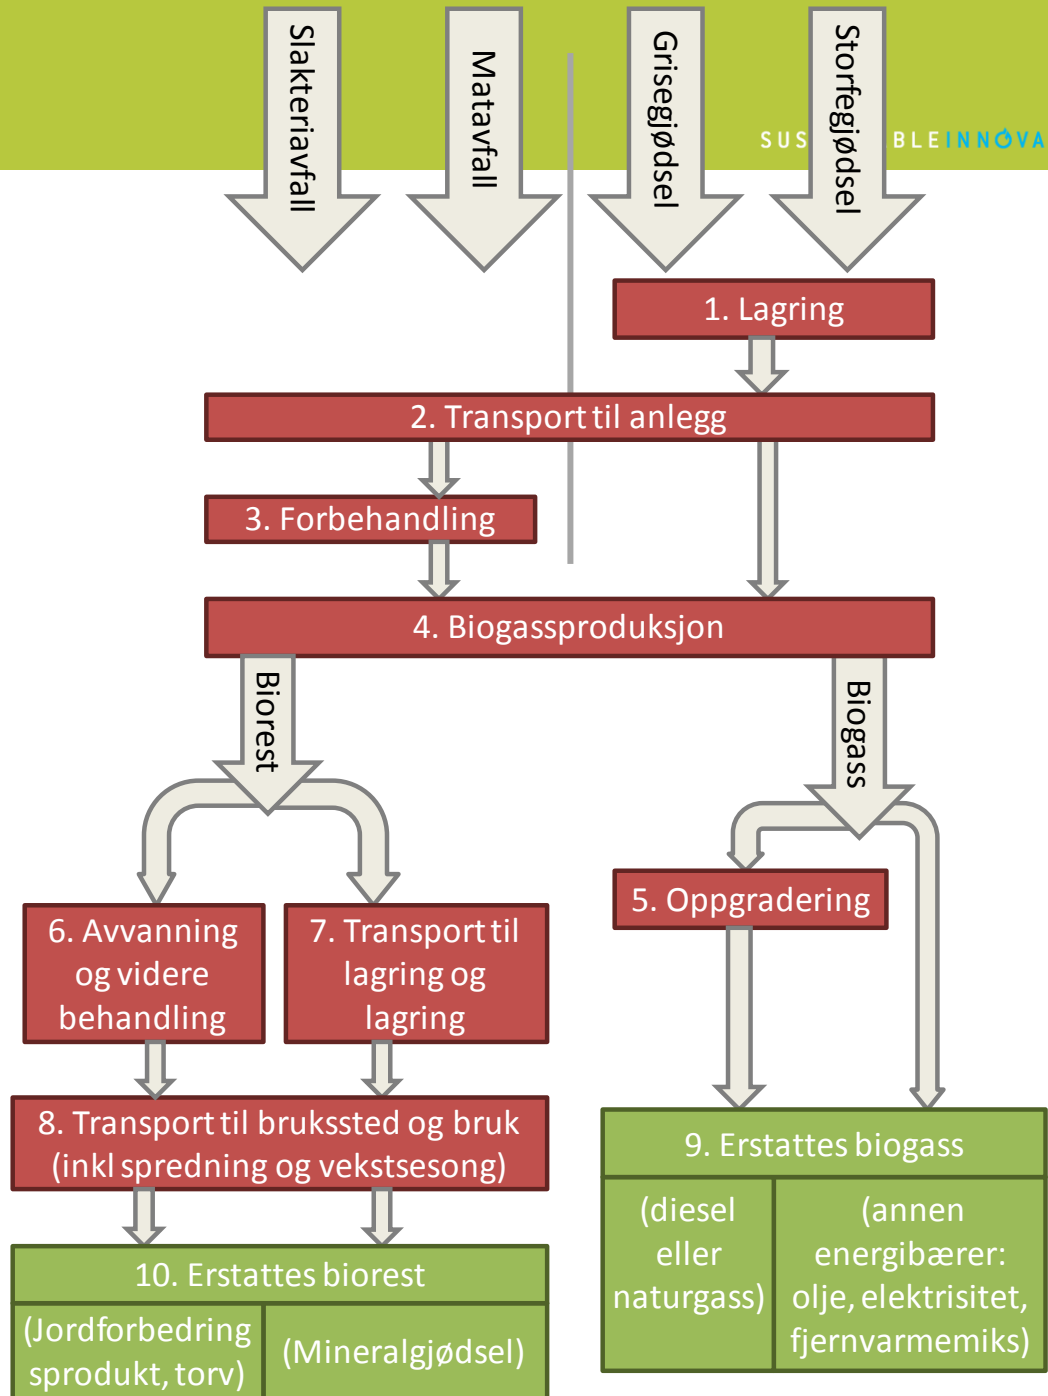 Slakteriavfall
Matavfall
Grisegjødsel
Storfegjødsel
SUS BLEINNOVA
1. Lagring
2. Transport til anlegg
3. Forbehandling
4. Biogassproduksjon
Biorest
Biogass
5. Oppgradering
6. Avvanning
og videre
behandling
7. Transport til
lagring og
lagring
8. Transport til brukssted og bruk
(inkl spredning og vekstsesong)
9. Erstattes biogass
(diesel
eller
naturgass)
(annen
energibærer:
olje, elektrisitet,
fjernvarmemiks)
10. Erstattes biorest
(Jordforbedring
sprodukt, torv)
(Mineralgjødsel)